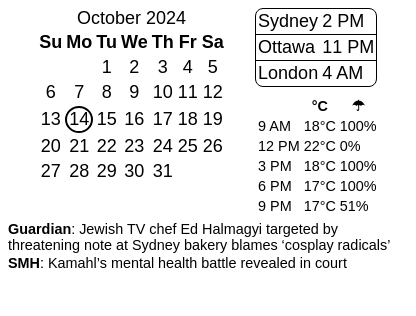 October 2024
Su Mo Tu We Th Fr Sa
1 2 3 4 5
6 7 8 9 10 11 12
13 14 15 16 17 18 19
20 21 22 23 24 25 26
27 28 29 30 31
Sydney 2 PM
Ottawa 11 PM
London 4 AM
°C ☂
9 AM 18°C 100%
12 PM 22°C 0%
3 PM 18°C 100%
6 PM 17°C 100%
9 PM 17°C 51%
Guardian: Jewish TV chef Ed Halmagyi targeted by
threatening note at Sydney bakery blames ‘cosplay radicals’
SMH: Kamahl’s mental health battle revealed in court